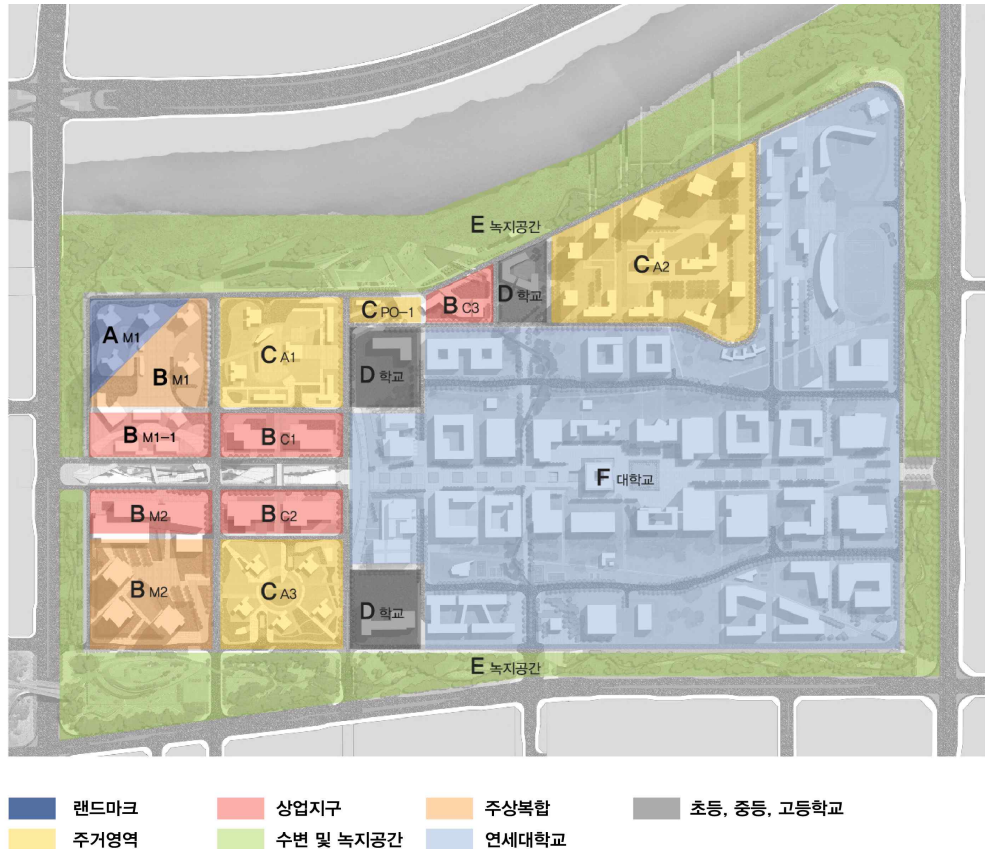 E 녹지공간
C A2
D 학교
B C3
C PO-1
A M1
B M1
C A1
D 학교
B M1-1
B C1
F 대학교
B M2
B C2
B M2
C A3
D 학교
E 녹지공간
랜드마크
상업지구
주상복합
초등, 중등, 고등학교
주거영역
수변 및 녹지공간
연세대학교